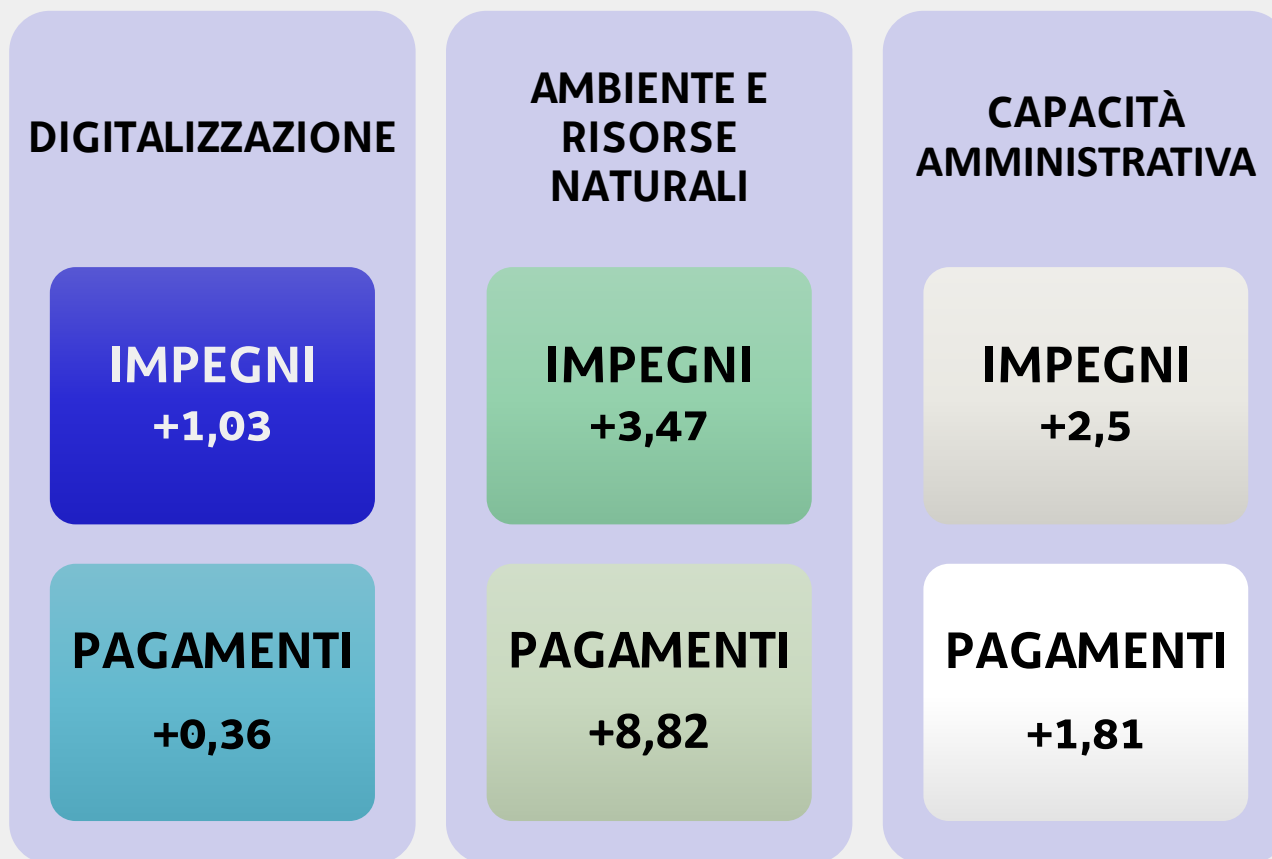 DIGITALIZZAZIONE
IMPEGNI
+1,03
PAGAMENTI
+0,36
AMBIENTE E
RISORSE
NATURALI
IMPEGNI
+3,47
PAGAMENTI
+8,82
CAPACITÀ
AMMINISTRATIVA
IMPEGNI
+2,5
PAGAMENTI
+1,81